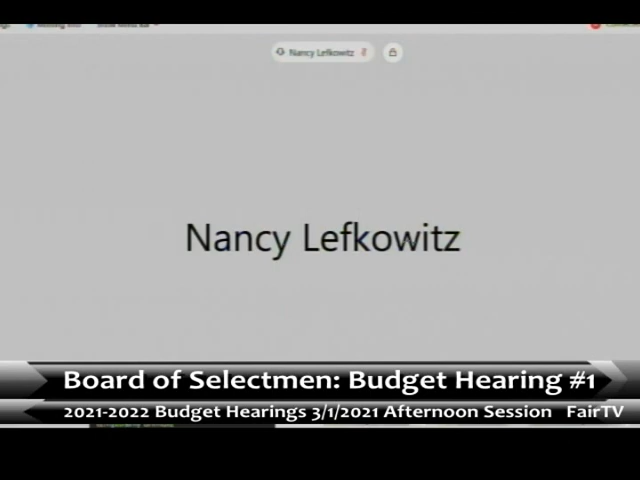 Nancy Lefkowitz
Nancy Lefkowitz
Board of Selectmen: Budget Hearing #1
2021-2022 Budget Hearings 3/1/2021 Afternoon Session FairTV